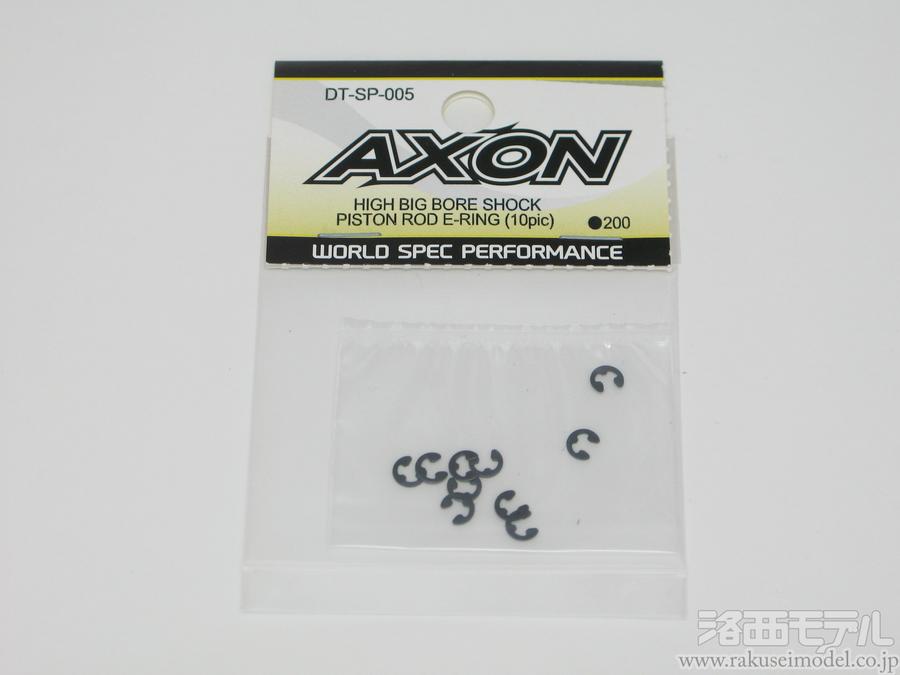 DT-SP-005
AXON
HIGH BIG BORE SHOCK
PISTON ROD E-RING (10pic)
●200
WORLD SPEC PERFORMANCE
洛西モデル
www.rakuseimodel.co.jp